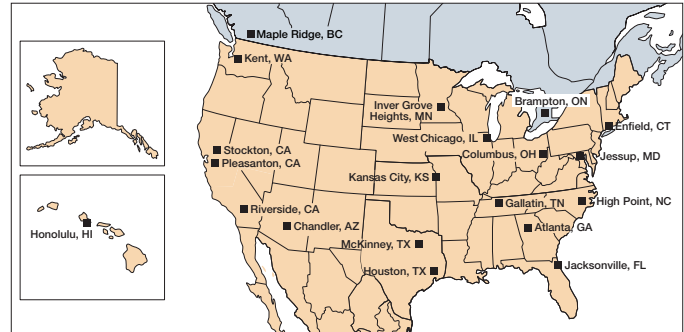 Maple Ridge, BC
Kent, WA
Inver Grove
Heights, MN
Brampton, ON
Enfield, CT
West Chicago, IL
Columbus, OH
Jessup, MD
Stockton, CA
Pleasanton, CA
Kansas City, KS
Gallatin, TN
High Point, NC
Riverside, CA
Chandler, AZ
Atlanta, GA
Honolulu, HI
McKinney, TX
Houston, TX
Jacksonville, FL